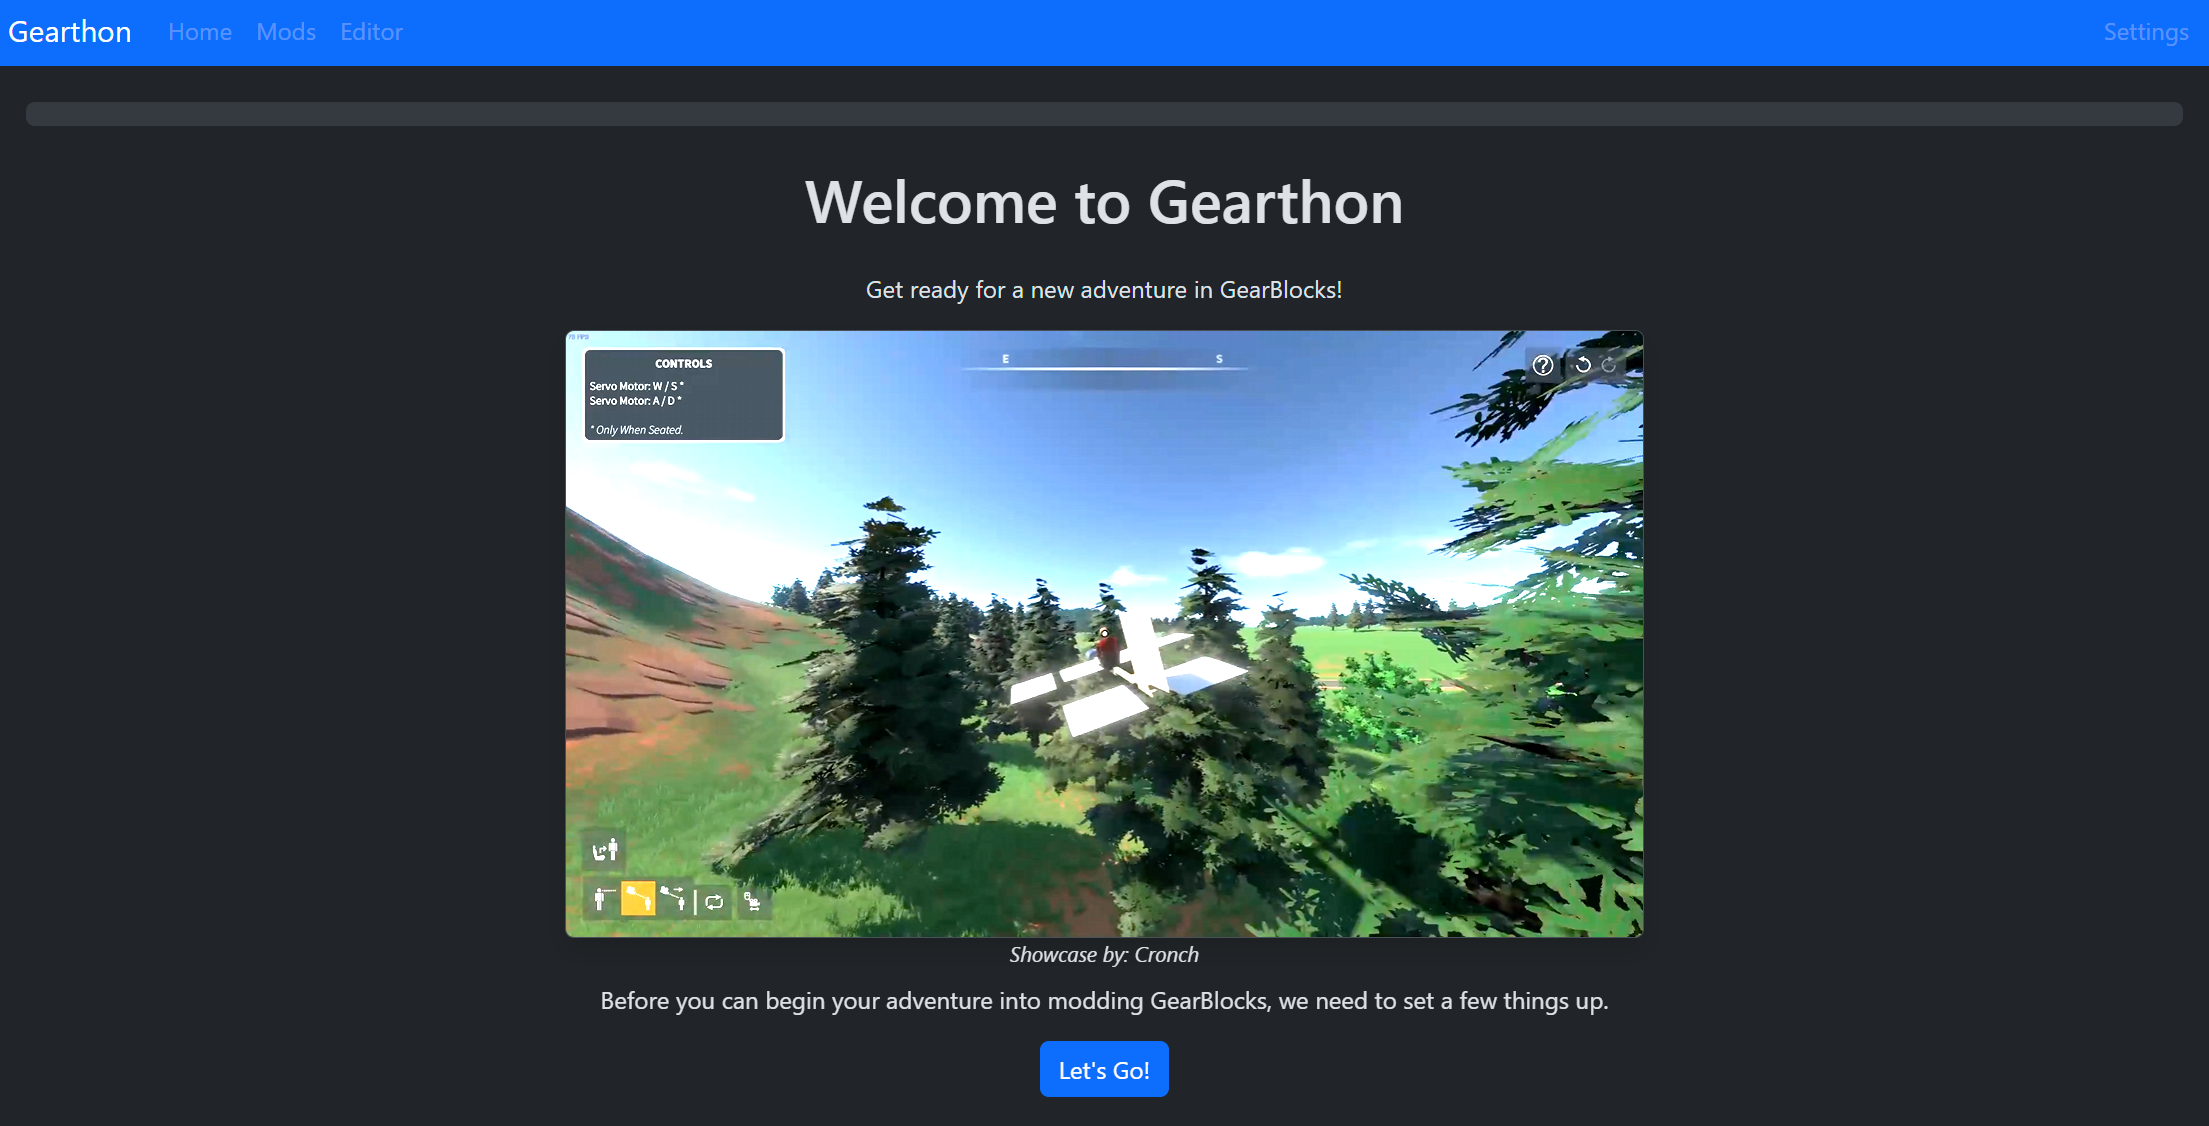 Gearthon Home Mods Editor Settings
Welcome to Gearthon
Get ready for a new adventure in GearBlocks!
CONTROLS
Servo Motor: W / S *
Servo Motor: A / D *
* Only When Seated.
E S
Showcase by: Cronch
Before you can begin your adventure into modding GearBlocks, we need to set a few things up.
Let's Go!